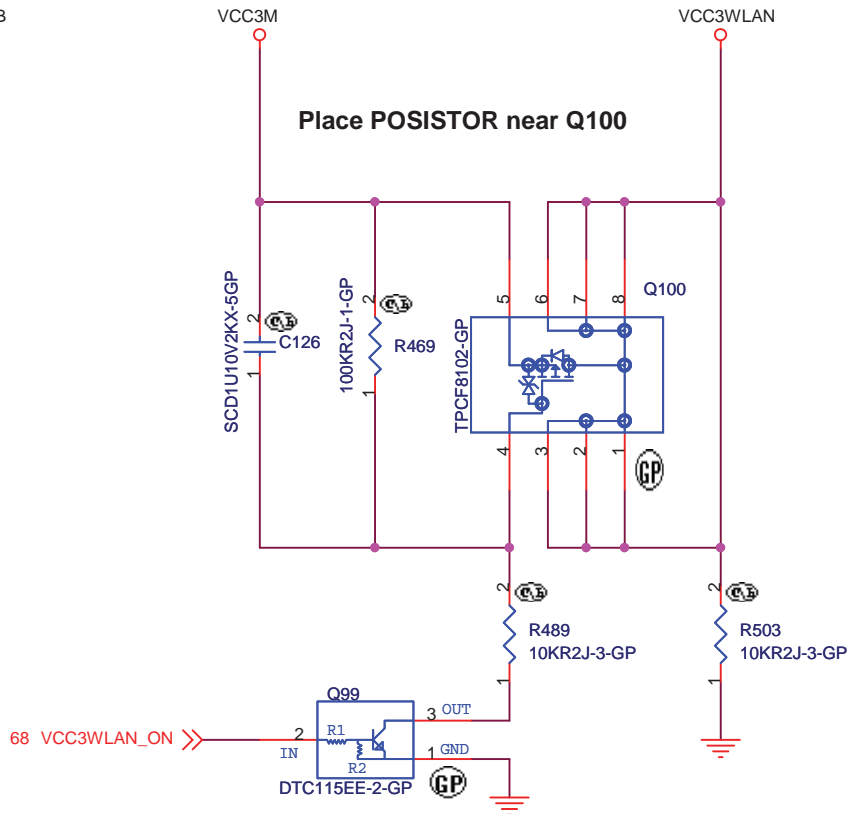 B
VCC3M
VCC3WLAN
Place POSISTOR near Q100
5
6
7
8
Q100
SCD1U10V2KX-5GP
2
C126
1
100KR2J-1-GP
2
R469
1
TPCF8102-GP
4
3
2
1
GP
2
R489
10KR2J-3-GP
1
2
R503
10KR2J-3-GP
1
Q99
3 OUT
68 VCC3WLAN_ON
2
IN
R1
R2
1 GND
DTC115EE-2-GP
GP